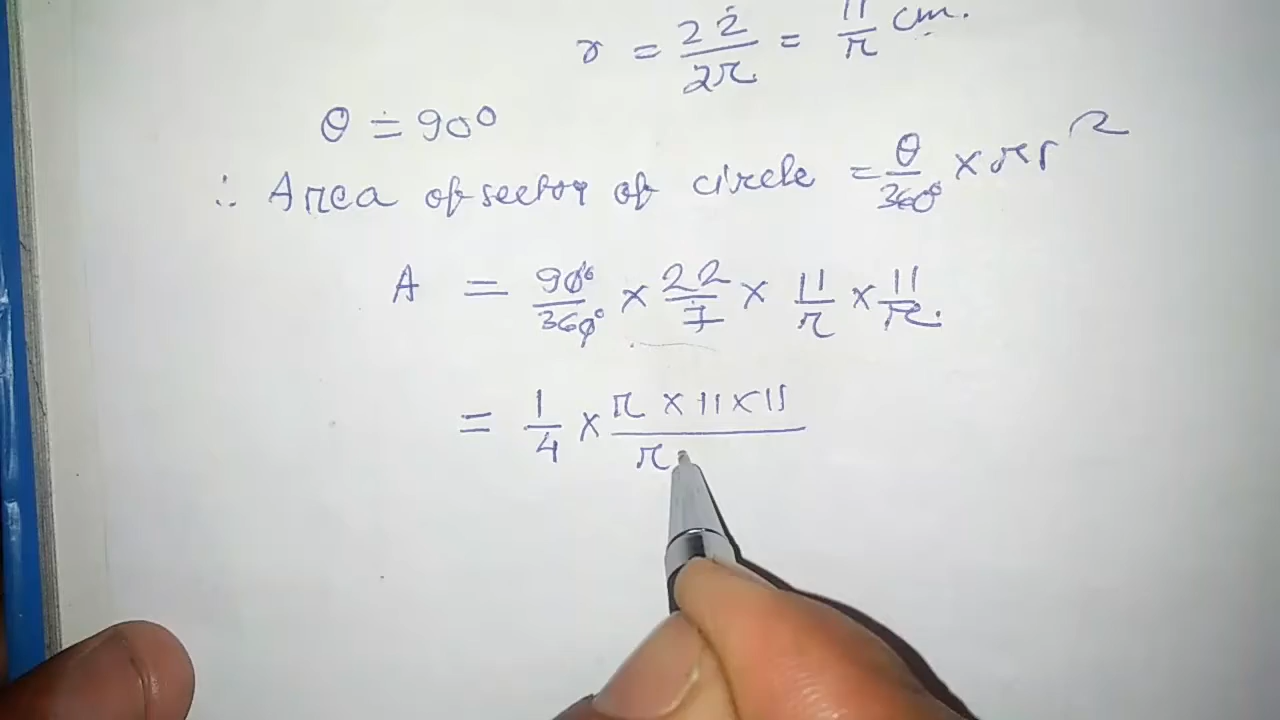 r = 22/2π = 11/π cm.
θ = 90°
∴ Area of sector of circle = θ/360° × πr²
A = 90°/360° × 22/7 × 11/π × 11/π.
= 1/4 × π × 11 × 11/π